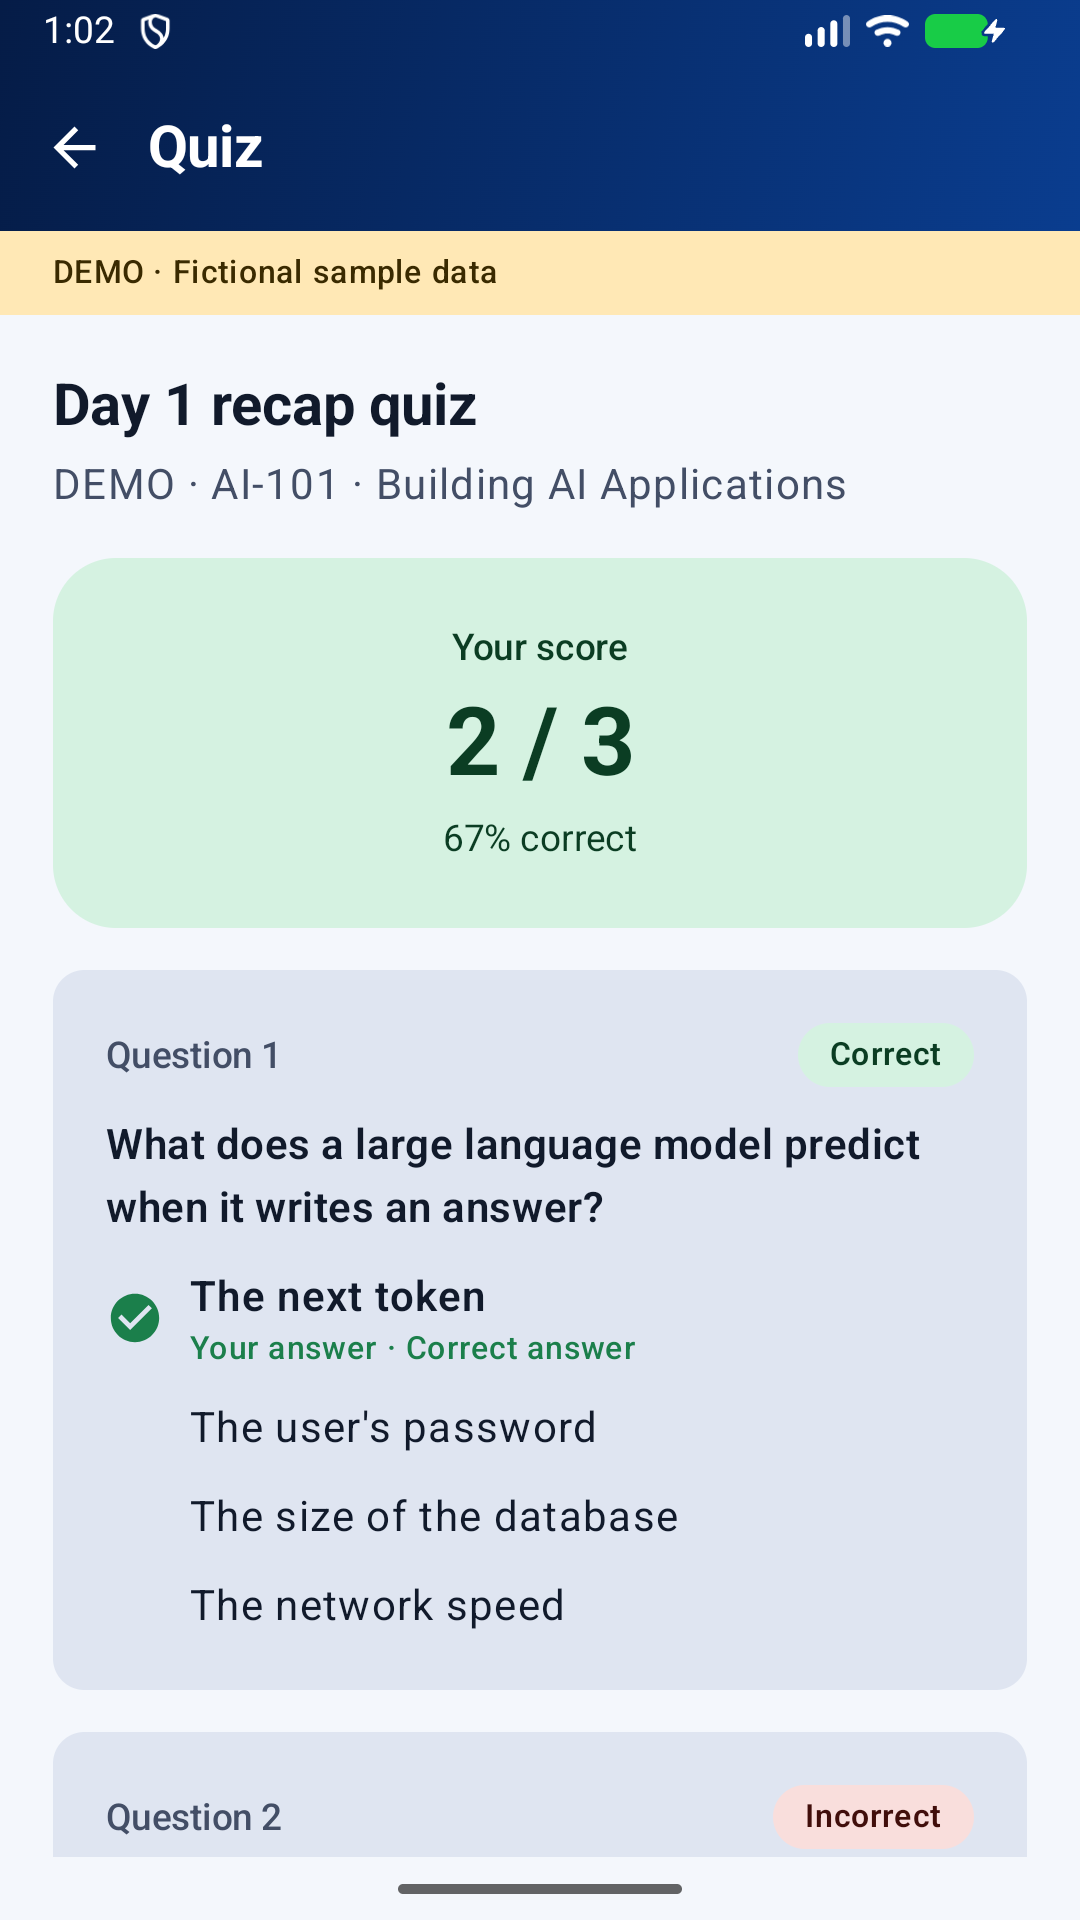 1:02
Quiz
DEMO · Fictional sample data
Day 1 recap quiz
DEMO · AI-101 · Building AI Applications
Your score
2 / 3
67% correct
Question 1
Correct
What does a large language model predict
when it writes an answer?
The next token
Your answer · Correct answer
The user's password
The size of the database
The network speed
Question 2
Incorrect